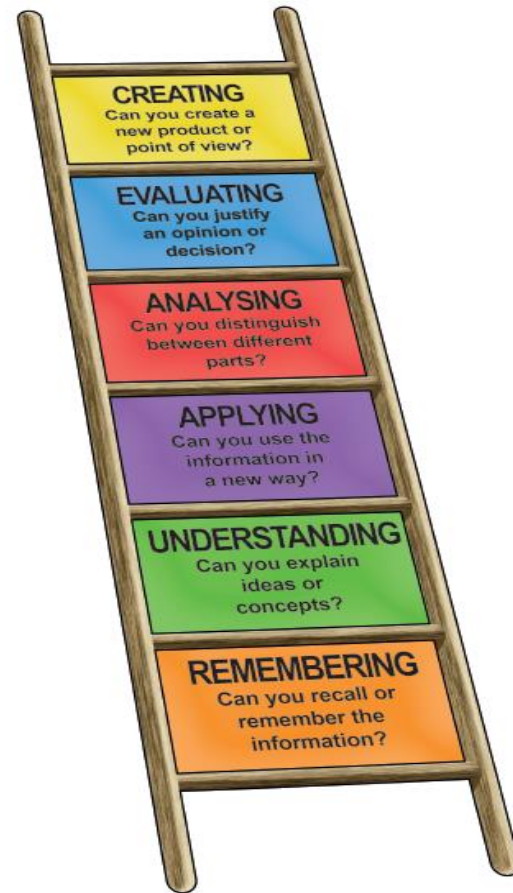 CREATING
Can you create a
new product or
point of view?
EVALUATING
Can you justify
an opinion or
decision?
ANALYSING
Can you distinguish
between different
parts?
APPLYING
Can you use the
information in
a new way?
UNDERSTANDING
Can you explain
ideas or
concepts?
REMEMBERING
Can you recall or
remember the
information?